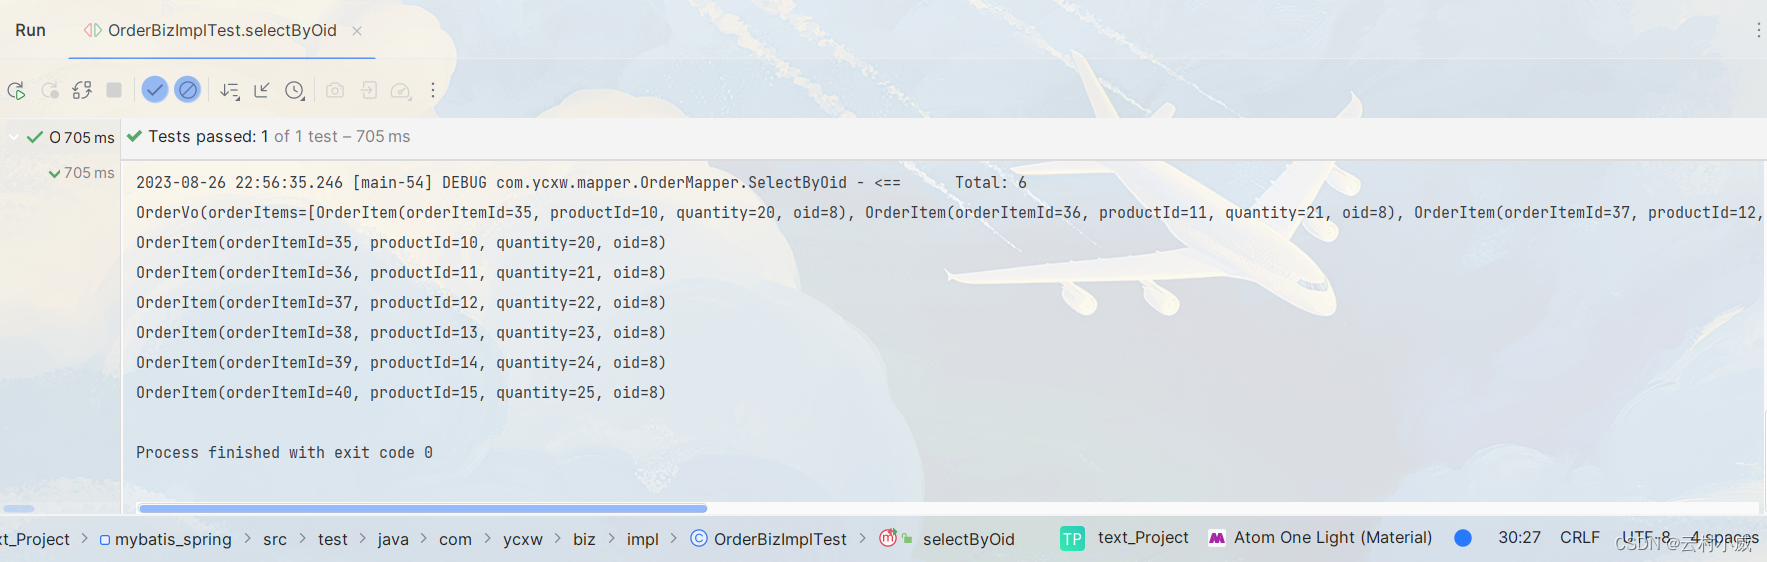 Run OrderBizImplTest.selectByOid
O 705 ms Tests passed: 1 of 1 test – 705 ms
705 ms
2023-08-26 22:56:35.246 [main-54] DEBUG com.ycxw.mapper.OrderMapper.SelectByOid - <==      Total: 6
OrderVo(orderItems=[OrderItem(orderItemId=35, productId=10, quantity=20, oid=8), OrderItem(orderItemId=36, productId=11, quantity=21, oid=8), OrderItem(orderItemId=37, productId=12,
OrderItem(orderItemId=35, productId=10, quantity=20, oid=8)
OrderItem(orderItemId=36, productId=11, quantity=21, oid=8)
OrderItem(orderItemId=37, productId=12, quantity=22, oid=8)
OrderItem(orderItemId=38, productId=13, quantity=23, oid=8)
OrderItem(orderItemId=39, productId=14, quantity=24, oid=8)
OrderItem(orderItemId=40, productId=15, quantity=25, oid=8)
Process finished with exit code 0
xt_Project > mybatis_spring > src > test > java > com > ycxw > biz > impl > OrderBizImplTest > selectByOid TP text_Project Atom One Light (Material) 30:27 CRLF UTF-8 4 spaces
CSDN @云村小威